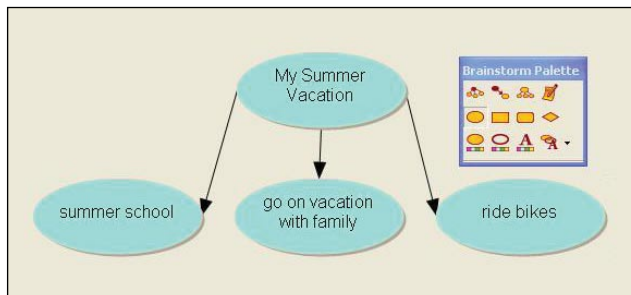 My Summer
Vacation
Brainstorm Palette
A
A
summer school
go on vacation
with family
ride bikes